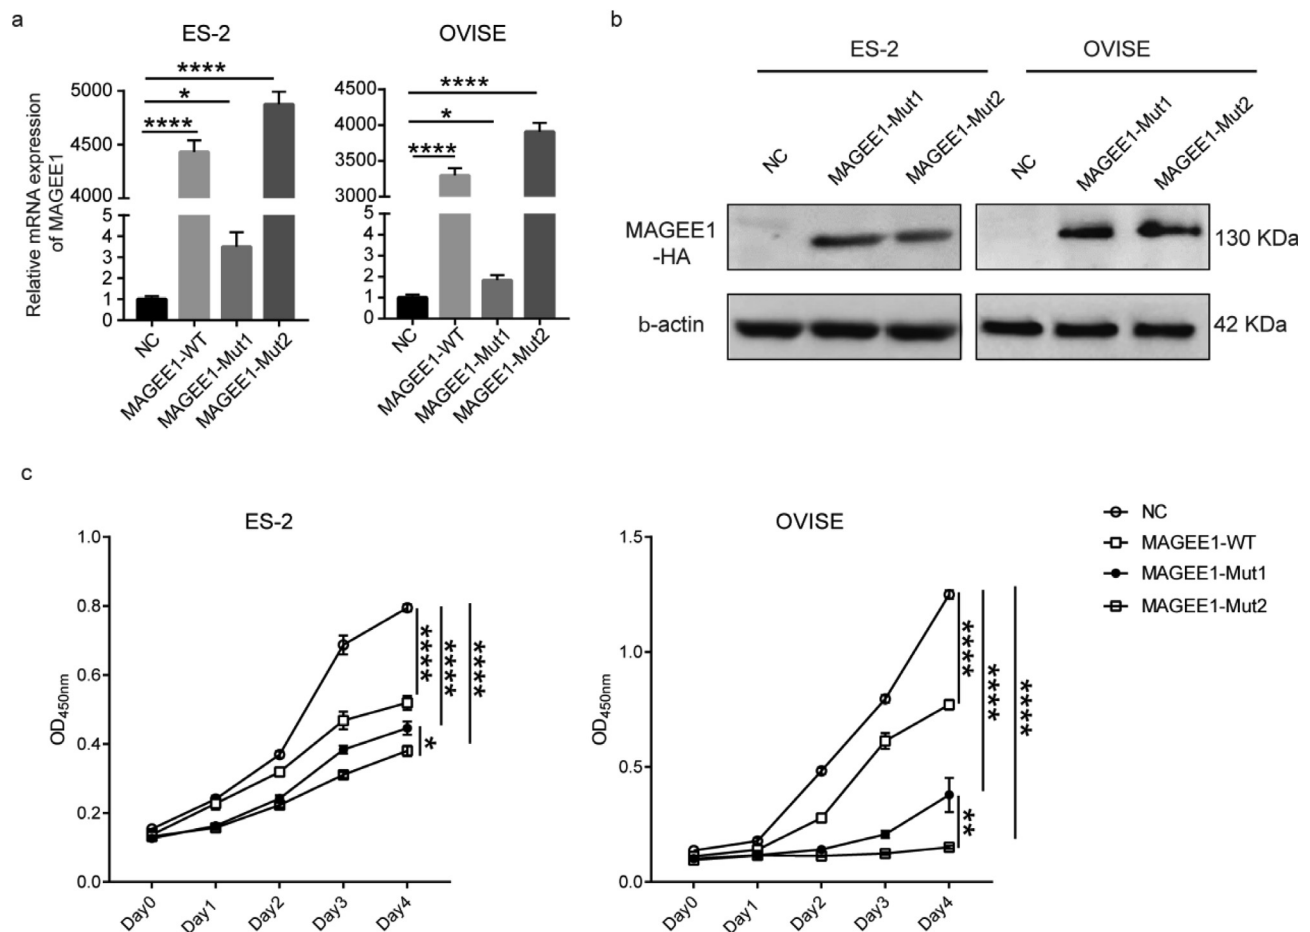 a
ES-2
OVISE
Relative mRNA expression
of MAGEE1
5000
4500
4000
5
4
3
2
1
0
****
*
****
NC
MAGEE1-WT
MAGEE1-Mut1
MAGEE1-Mut2
4500
4000
3500
3000
5
4
3
2
1
0
****
*
****
NC
MAGEE1-WT
MAGEE1-Mut1
MAGEE1-Mut2
b
ES-2
OVISE
NC
MAGEE1-Mut1
MAGEE1-Mut2
NC
MAGEE1-Mut1
MAGEE1-Mut2
MAGEE1
-HA
130 KDa
b-actin
42 KDa
c
ES-2
OD450nm
1.0
0.8
0.6
0.4
0.2
0.0
Day0
Day1
Day2
Day3
Day4
****
****
****
*
OVISE
OD450nm
1.5
1.0
0.5
0.0
Day0
Day1
Day2
Day3
Day4
****
****
****
**
NC
MAGEE1-WT
MAGEE1-Mut1
MAGEE1-Mut2